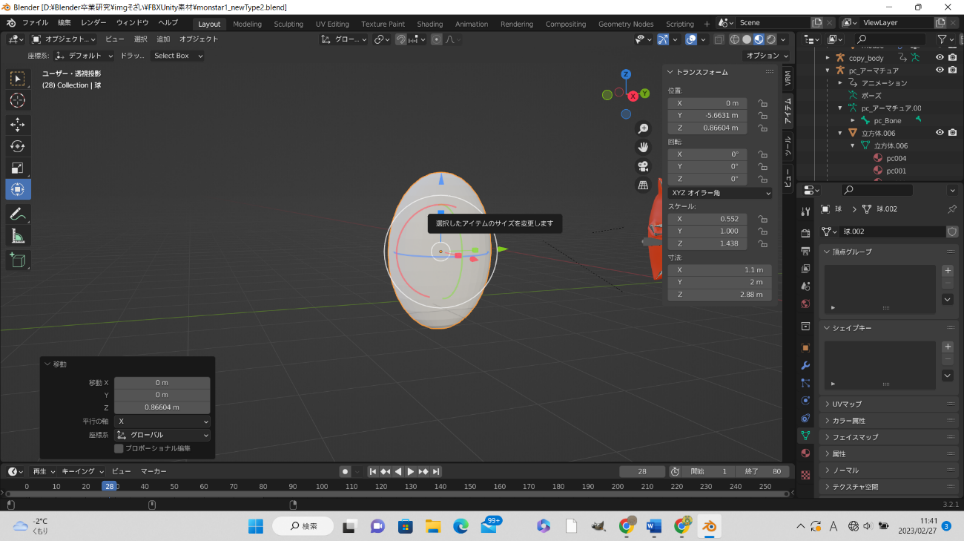 Blender [D:¥Blender卒業研究¥imgその他¥FBXUnity素材¥monstar1_newType2.blend]
ファイル 編集 レンダー ウィンドウ ヘルプ Layout Modeling Sculpting UV Editing Texture Paint Shading Animation Rendering Compositing Geometry Nodes Scripting + Scene ViewLayer
オブジェクト... ビュー 選択 追加 オブジェクト グロー...
座標系: デフォルト ドラッ... Select Box オプション
ユーザー・透視投影
(28) Collection | 球
Z
Y
X
選択したアイテムのサイズを変更します
トランスフォーム
位置:
X 0 m
Y -5.6631 m
Z 0.86604 m
回転:
X 0°
Y 0°
Z 0°
XYZ オイラー角
スケール:
X 0.552
Y 1.000
Z 1.438
寸法:
X 1.1 m
Y 2 m
Z 2.88 m
VRM
アイテム
ツール
ビュー
copy_body
pc_アーマチュア
アニメーション
ポーズ
pc_アーマチュア.00
pc_Bone
立方体.006
立方体.006
pc004
pc001
球 球.002
球.002
頂点グループ
シェイプキー
UVマップ
カラー属性
フェイスマップ
属性
ノーマル
テクスチャ空間
移動
移動 X 0 m
Y 0 m
Z 0.86604 m
平行の軸 X
座標系 グローバル
プロポーショナル編集
再生 キーイング ビュー マーカー 28 開始 1 終了 80
0 10 20 28 40 50 60 70 80 90 100 110 120 130 140 150 160 170 180 190 200 210 220 230 240 250
3.2.1
-2°C
くもり
検索
99+
A
11:41
2023/02/27
3